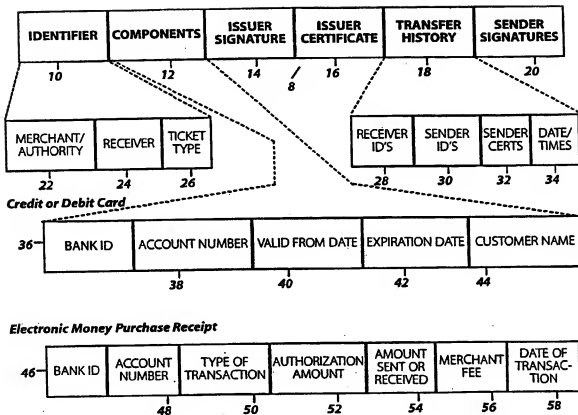 IDENTIFIER COMPONENTS ISSUER SIGNATURE ISSUER CERTIFICATE TRANSFER HISTORY SENDER SIGNATURES
10 12 14 8 16 18 20
MERCHANT/ AUTHORITY RECEIVER TICKET TYPE RECEIVER ID'S SENDER ID'S SENDER CERTS DATE/ TIMES
22 24 26 28 30 32 34
Credit or Debit Card
36 BANK ID ACCOUNT NUMBER VALID FROM DATE EXPIRATION DATE CUSTOMER NAME
38 40 42 44
Electronic Money Purchase Receipt
46 BANK ID ACCOUNT NUMBER TYPE OF TRANSACTION AUTHORIZATION AMOUNT AMOUNT SENT OR RECEIVED MERCHANT FEE DATE OF TRANSAC- TION
48 50 52 54 56 58